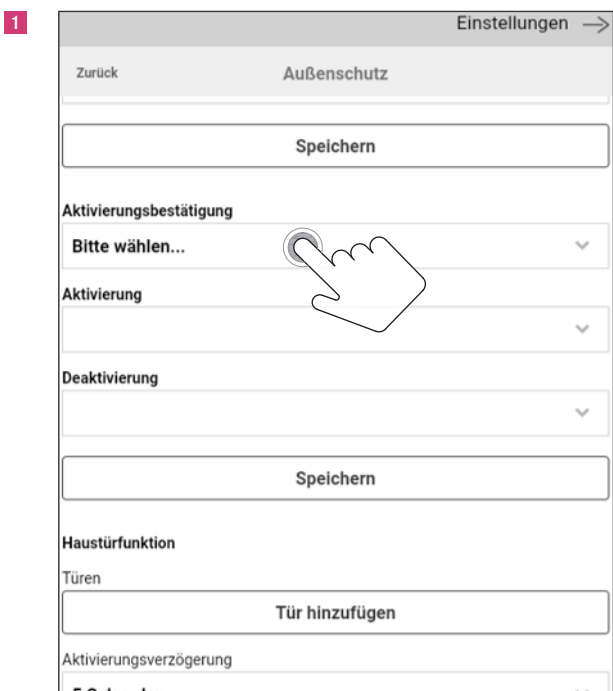 1
Einstellungen →
Zurück Außenschutz
Speichern
Aktivierungsbestätigung
Bitte wählen...
Aktivierung
Deaktivierung
Speichern
Haustürfunktion
Türen
Tür hinzufügen
Aktivierungsverzögerung